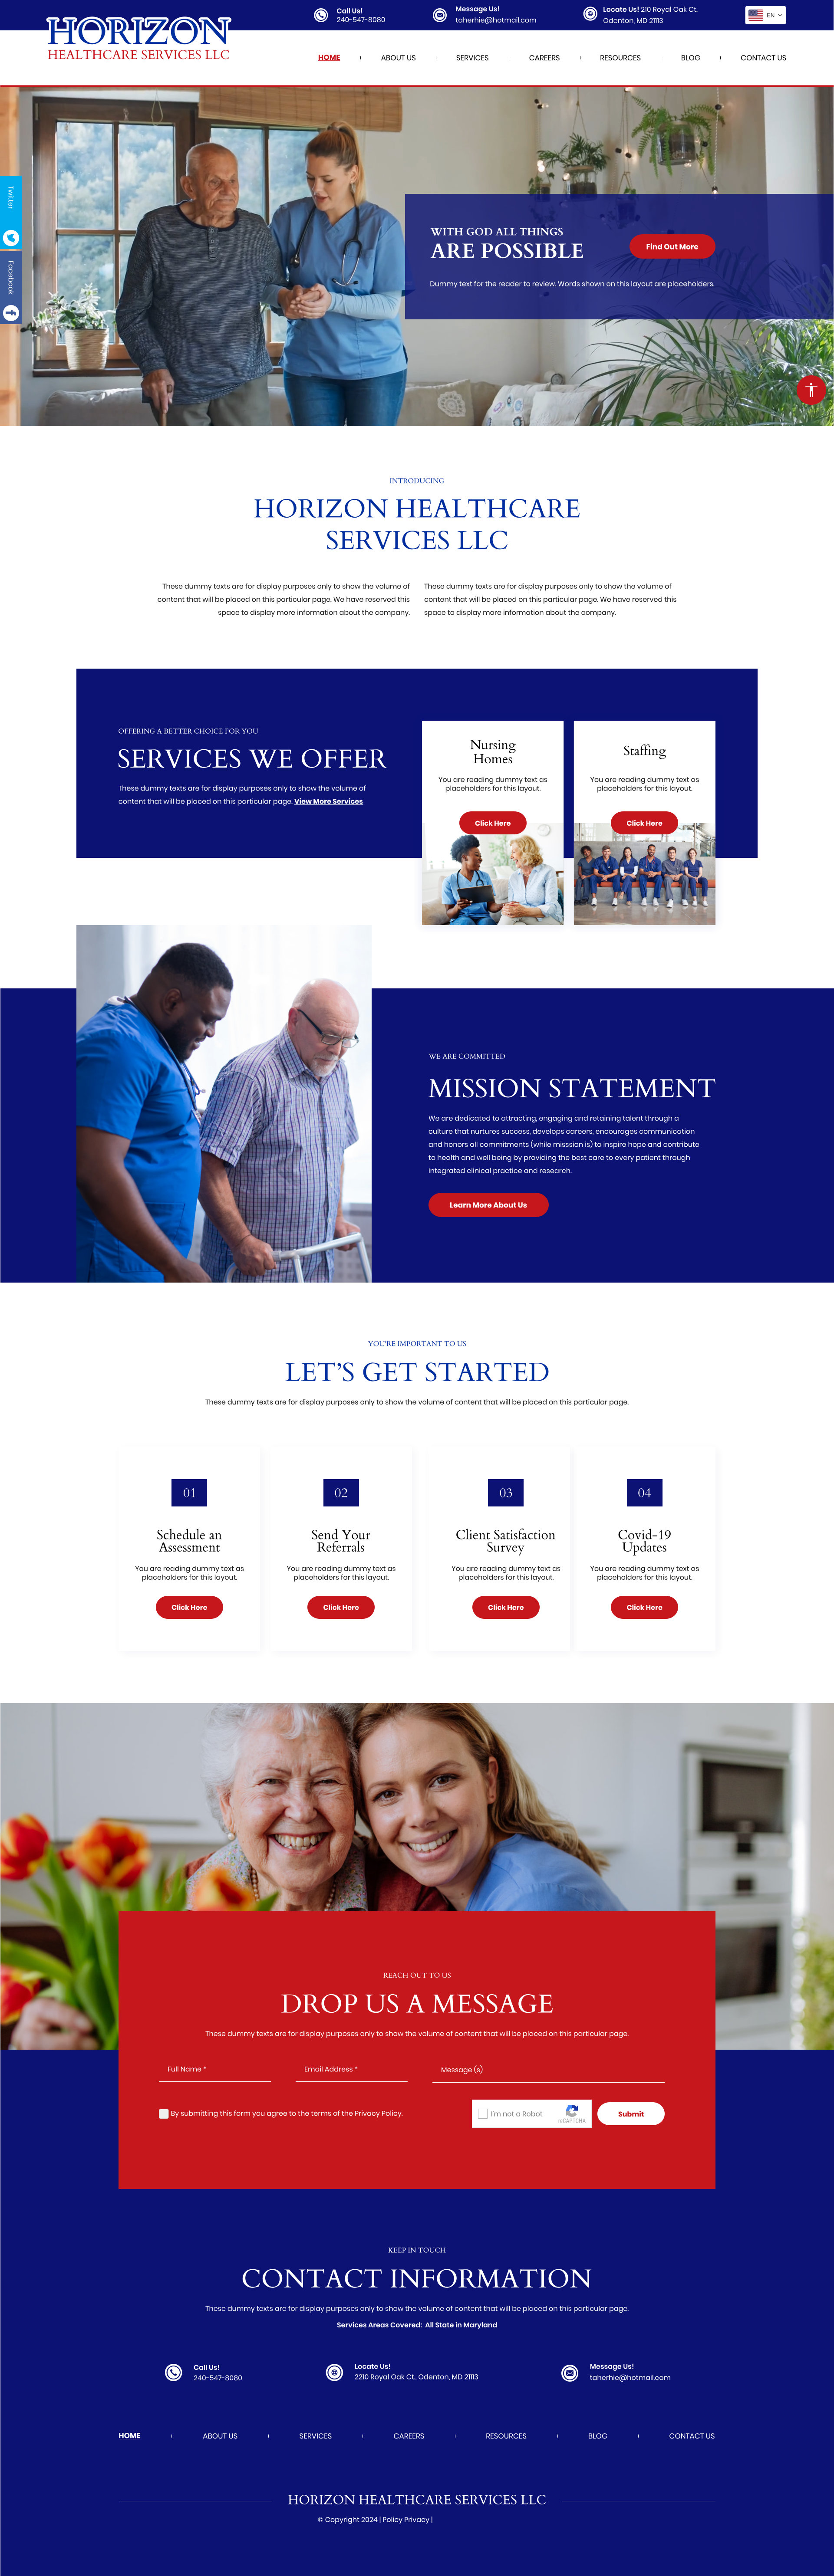 Call Us!
240-547-8080
Message Us!
taherhie@hotmail.com
Locate Us! 210 Royal Oak Ct.
Odenton, MD 21113
EN
HORIZON
HEALTHCARE SERVICES LLC
HOME
ABOUT US
SERVICES
CAREERS
RESOURCES
BLOG
CONTACT US
Twitter
Facebook
WITH GOD ALL THINGS
ARE POSSIBLE
Find Out More
Dummy text for the reader to review. Words shown on this layout are placeholders.
INTRODUCING
HORIZON HEALTHCARE
SERVICES LLC
These dummy texts are for display purposes only to show the volume of
content that will be placed on this particular page. We have reserved this
space to display more information about the company.
These dummy texts are for display purposes only to show the volume of
content that will be placed on this particular page. We have reserved this
space to display more information about the company.
OFFERING A BETTER CHOICE FOR YOU
SERVICES WE OFFER
These dummy texts are for display purposes only to show the volume of
content that will be placed on this particular page. View More Services
Nursing
Homes
You are reading dummy text as
placeholders for this layout.
Click Here
Staffing
You are reading dummy text as
placeholders for this layout.
Click Here
WE ARE COMMITTED
MISSION STATEMENT
We are dedicated to attracting, engaging and retaining talent through a
culture that nurtures success, develops careers, encourages communication
and honors all commitments (while misssion is) to inspire hope and contribute
to health and well being by providing the best care to every patient through
integrated clinical practice and research.
Learn More About Us
YOU'RE IMPORTANT TO US
LET'S GET STARTED
These dummy texts are for display purposes only to show the volume of content that will be placed on this particular page.
01
Schedule an
Assessment
You are reading dummy text as
placeholders for this layout.
Click Here
02
Send Your
Referrals
You are reading dummy text as
placeholders for this layout.
Click Here
03
Client Satisfaction
Survey
You are reading dummy text as
placeholders for this layout.
Click Here
04
Covid-19
Updates
You are reading dummy text as
placeholders for this layout.
Click Here
REACH OUT TO US
DROP US A MESSAGE
These dummy texts are for display purposes only to show the volume of content that will be placed on this particular page.
Full Name *
Email Address *
Message (s)
By submitting this form you agree to the terms of the Privacy Policy.
I'm not a Robot
reCAPTCHA
Submit
KEEP IN TOUCH
CONTACT INFORMATION
These dummy texts are for display purposes only to show the volume of content that will be placed on this particular page.
Services Areas Covered: All State in Maryland
Call Us!
240-547-8080
Locate Us!
2210 Royal Oak Ct., Odenton, MD 21113
Message Us!
taherhie@hotmail.com
HOME
ABOUT US
SERVICES
CAREERS
RESOURCES
BLOG
CONTACT US
HORIZON HEALTHCARE SERVICES LLC
© Copyright 2024 | Policy Privacy |